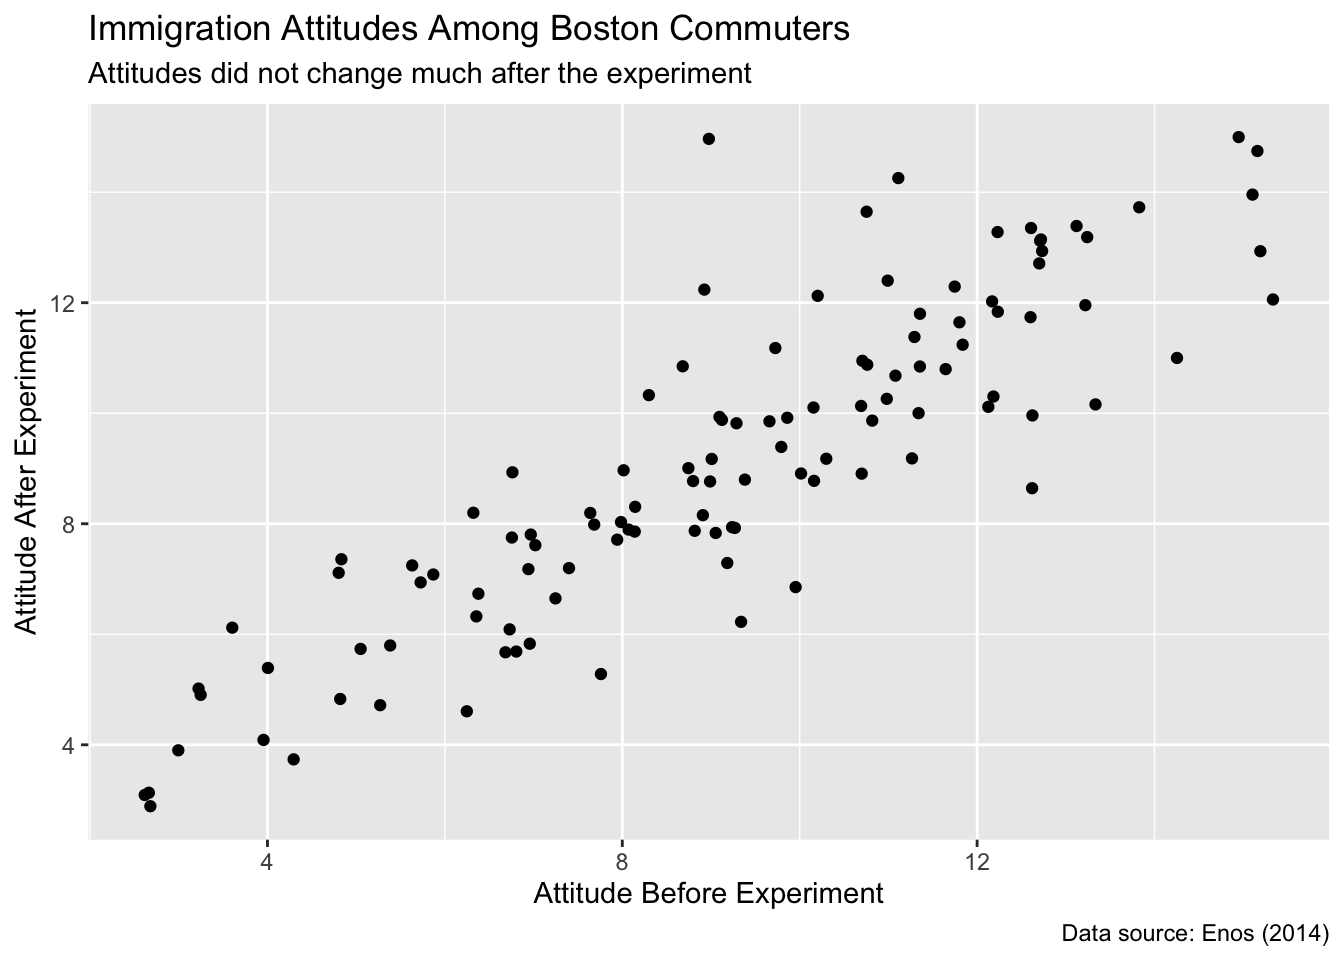 Immigration Attitudes Among Boston Commuters
Attitudes did not change much after the experiment
Attitude After Experiment
12
8
4
4 8 12
Attitude Before Experiment
Data source: Enos (2014)